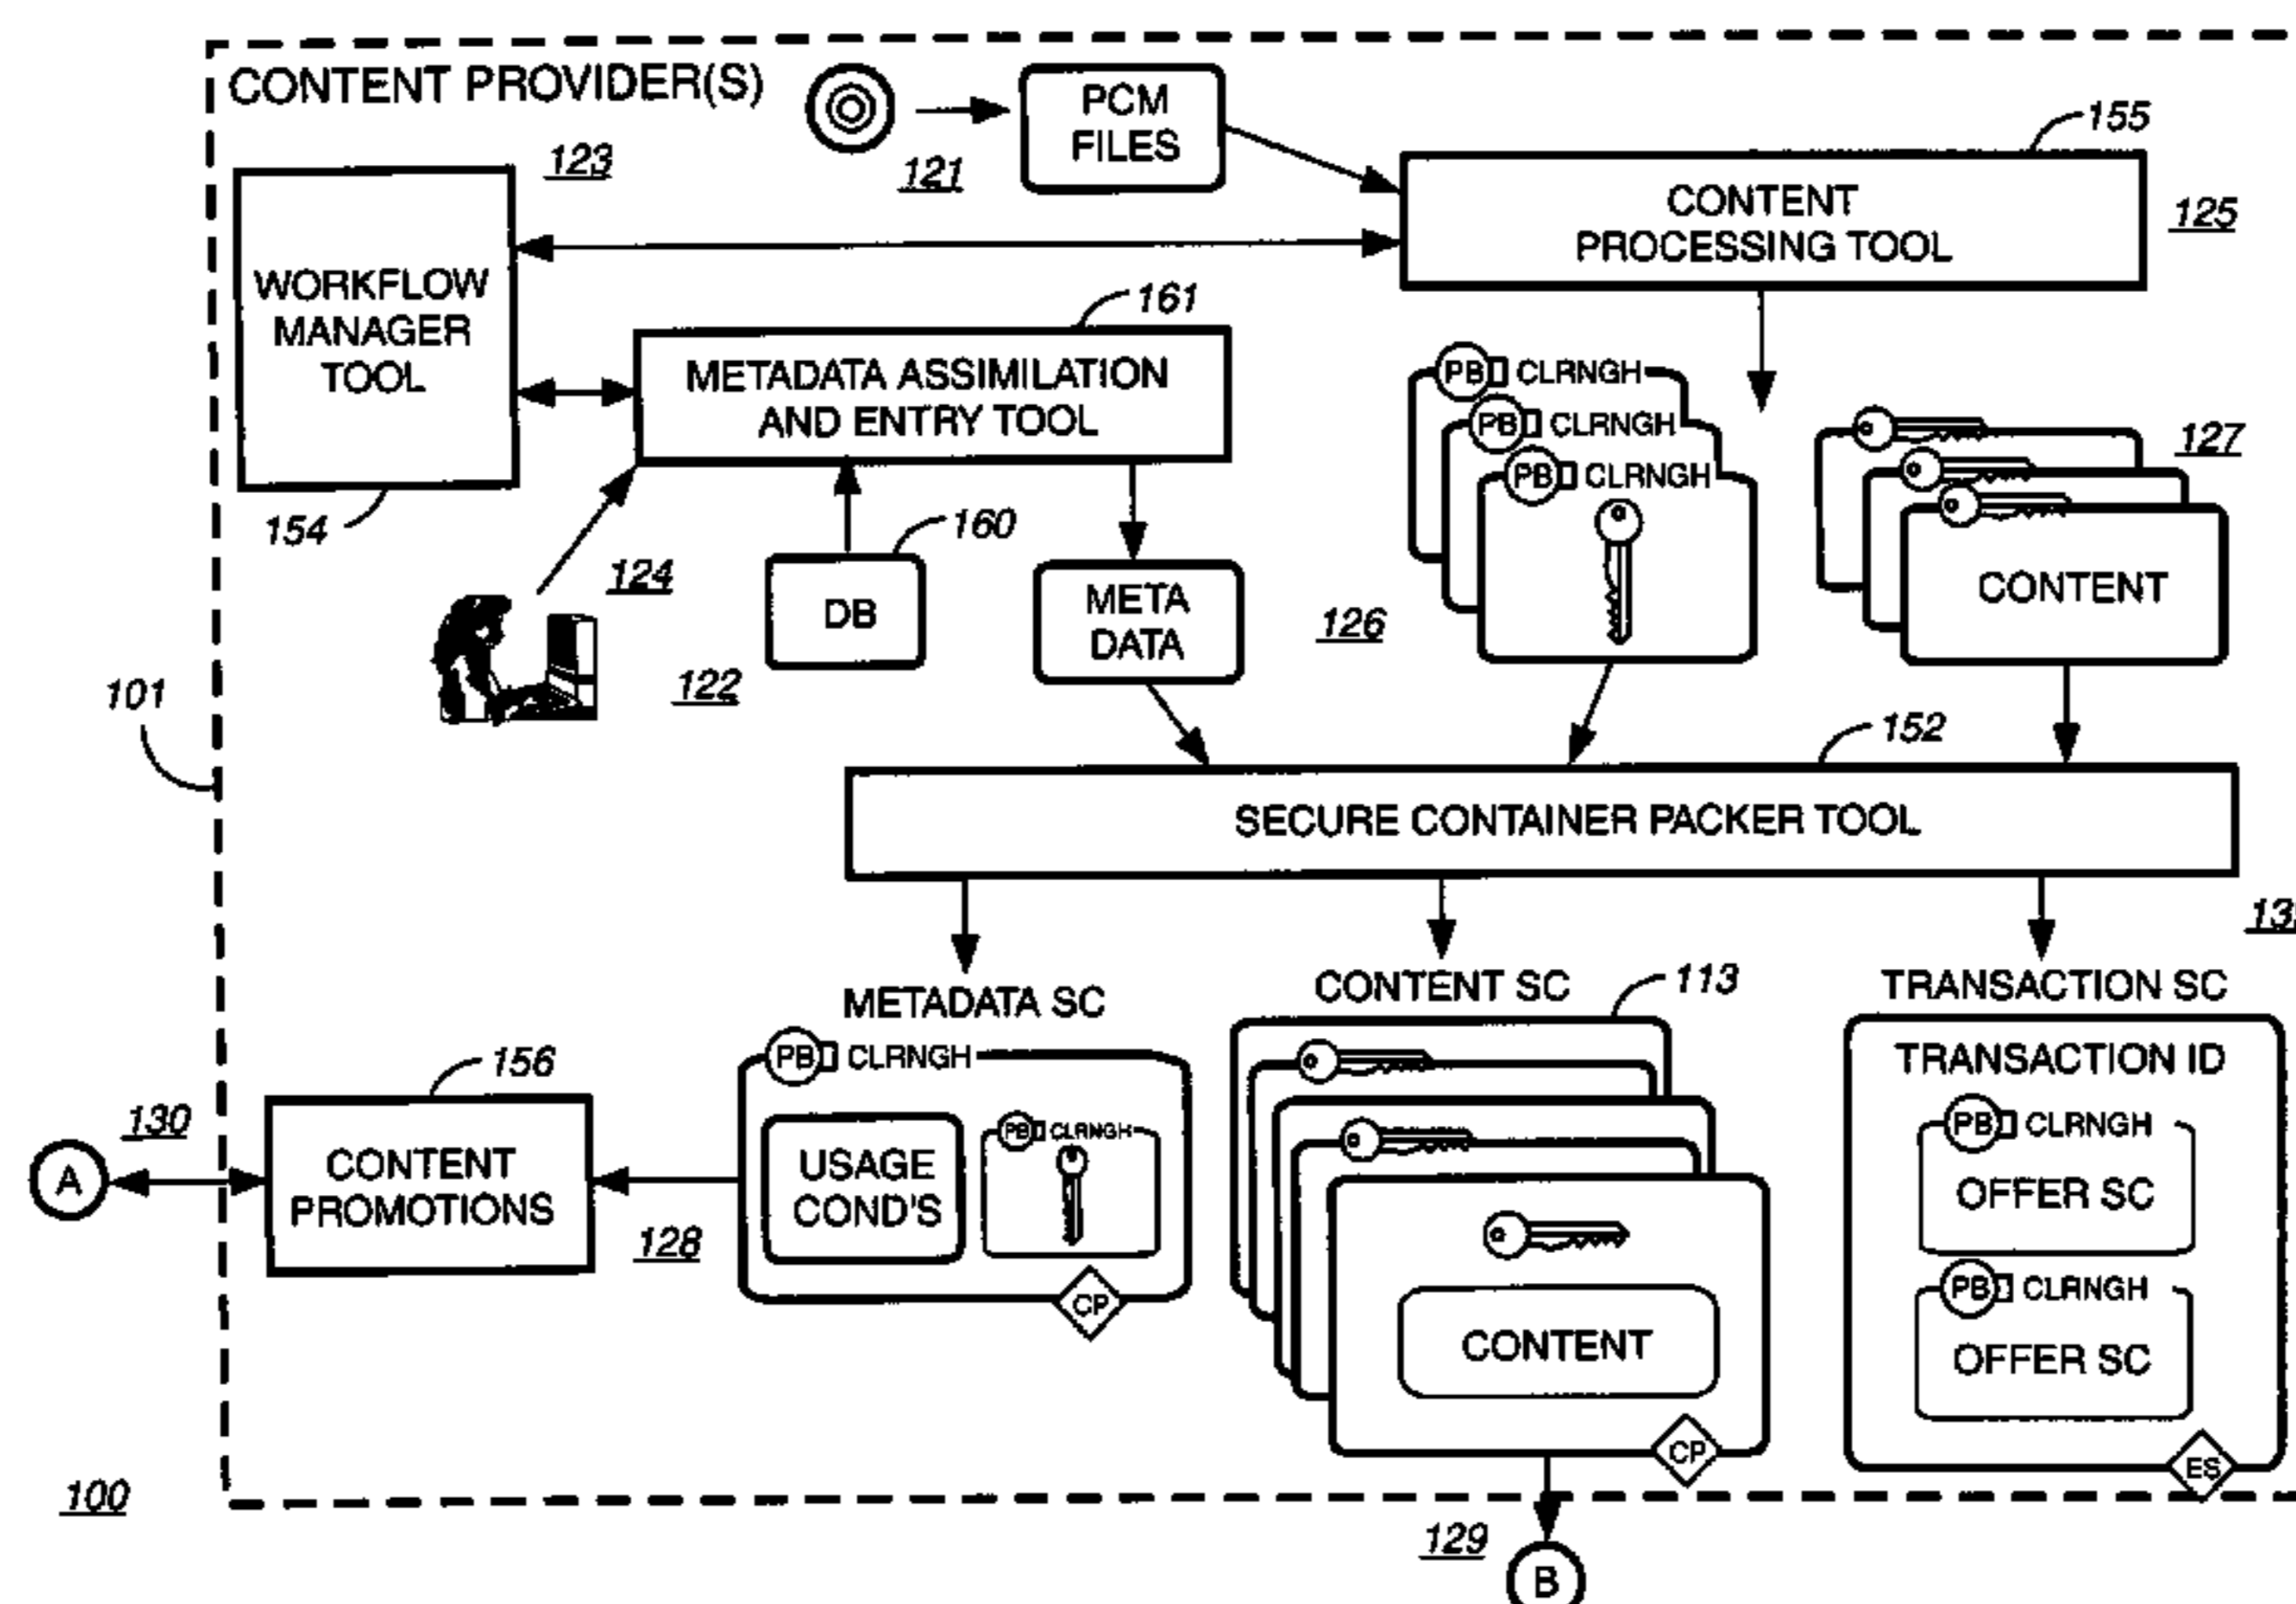 CONTENT PROVIDER(S)
PCM
FILES
121
123
155
CONTENT
PROCESSING TOOL
125
WORKFLOW
MANAGER
TOOL
154
161
METADATA ASSIMILATION
AND ENTRY TOOL
PB CLRNGH
PB CLRNGH
PB CLRNGH
127
CONTENT
124
160
DB
META
DATA
126
122
101
152
SECURE CONTAINER PACKER TOOL
METADATA SC
CONTENT SC
113
TRANSACTION SC
PB CLRNGH
USAGE
COND'S
PB CLRNGH
CP
TRANSACTION ID
PB CLRNGH
OFFER SC
PB CLRNGH
OFFER SC
ES
156
130
A
CONTENT
PROMOTIONS
128
CONTENT
CP
100
129
B